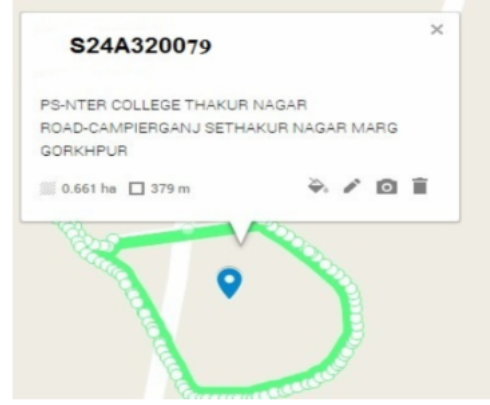 S24A320079
PS-NTER COLLEGE THAKUR NAGAR
ROAD-CAMPIERGANJ SETHAKUR NAGAR MARG
GORKHPUR
0.661 ha 379 m